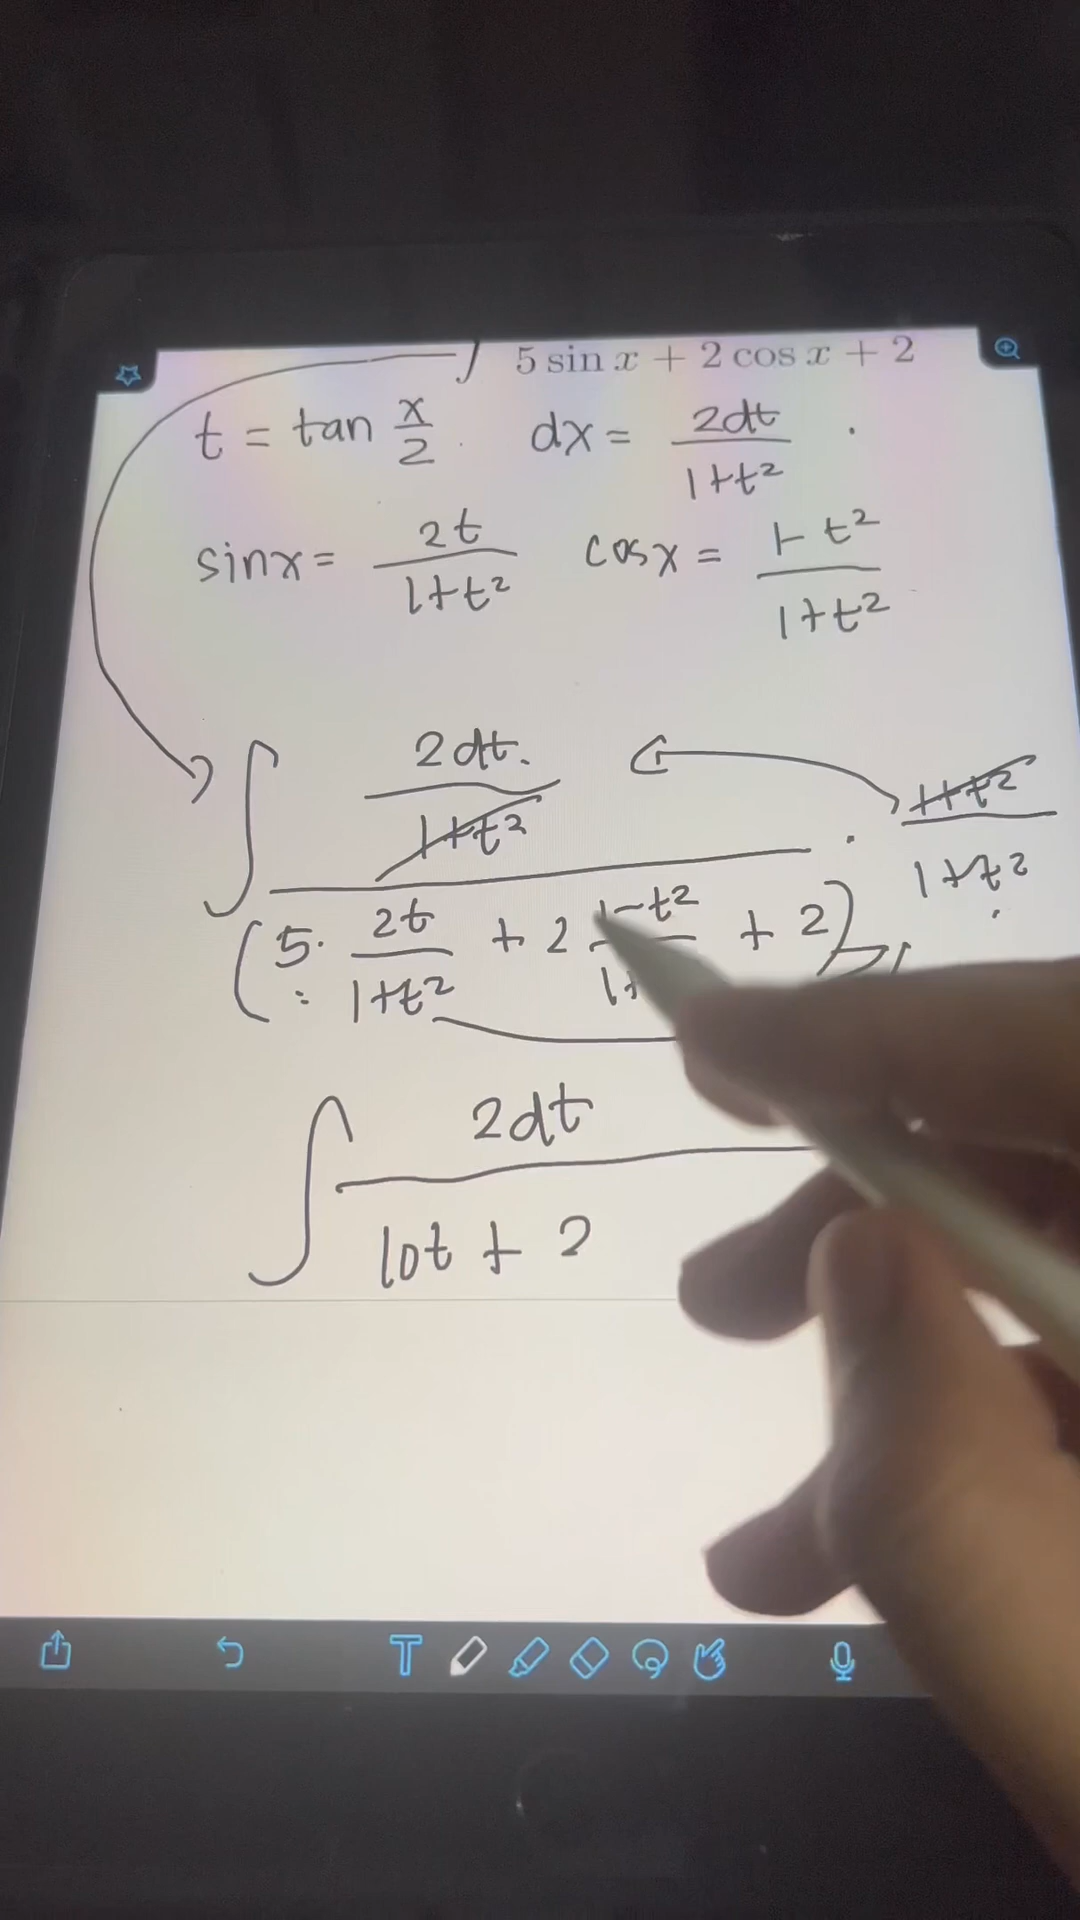 ∫ 5 sin x + 2 cos x + 2
t = tan x/2 . dx = 2dt/1+t² .
sinx = 2t/1+t² cosx = 1-t²/1+t²
∫ 2dt. / 1+t² · 1+t²/1+t²
(5· 2t/1+t² + 2 1-t²/1+ + 2)
∫ 2dt
10t + 2
T